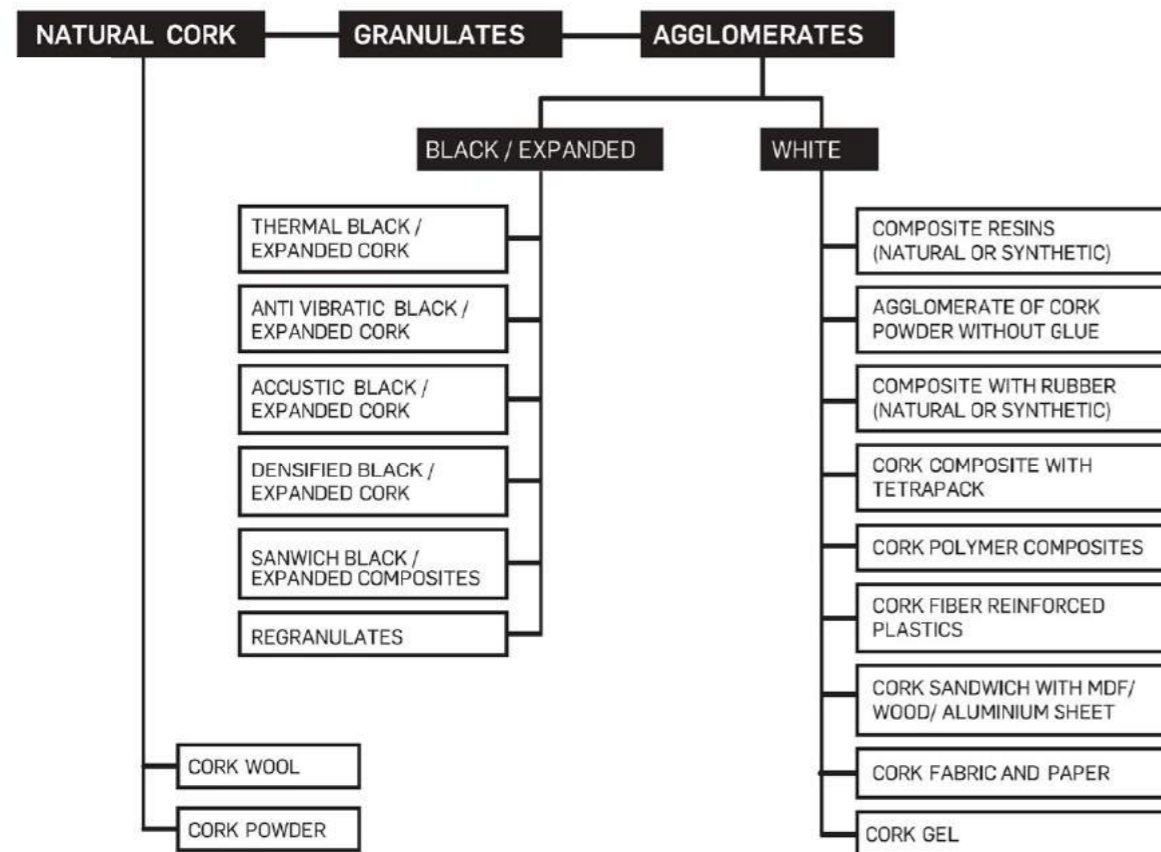 NATURAL CORK
GRANULATES
AGGLOMERATES
BLACK / EXPANDED
WHITE
THERMAL BLACK /
EXPANDED CORK
ANTI VIBRATIC BLACK /
EXPANDED CORK
ACCUSTIC BLACK /
EXPANDED CORK
DENSIFIED BLACK /
EXPANDED CORK
SANWICH BLACK /
EXPANDED COMPOSITES
REGRANULATES
COMPOSITE RESINS
(NATURAL OR SYNTHETIC)
AGGLOMERATE OF CORK
POWDER WITHOUT GLUE
COMPOSITE WITH RUBBER
(NATURAL OR SYNTHETIC)
CORK COMPOSITE WITH
TETRAPACK
CORK POLYMER COMPOSITES
CORK FIBER REINFORCED
PLASTICS
CORK SANDWICH WITH MDF/
WOOD/ ALUMINIUM SHEET
CORK FABRIC AND PAPER
CORK GEL
CORK WOOL
CORK POWDER